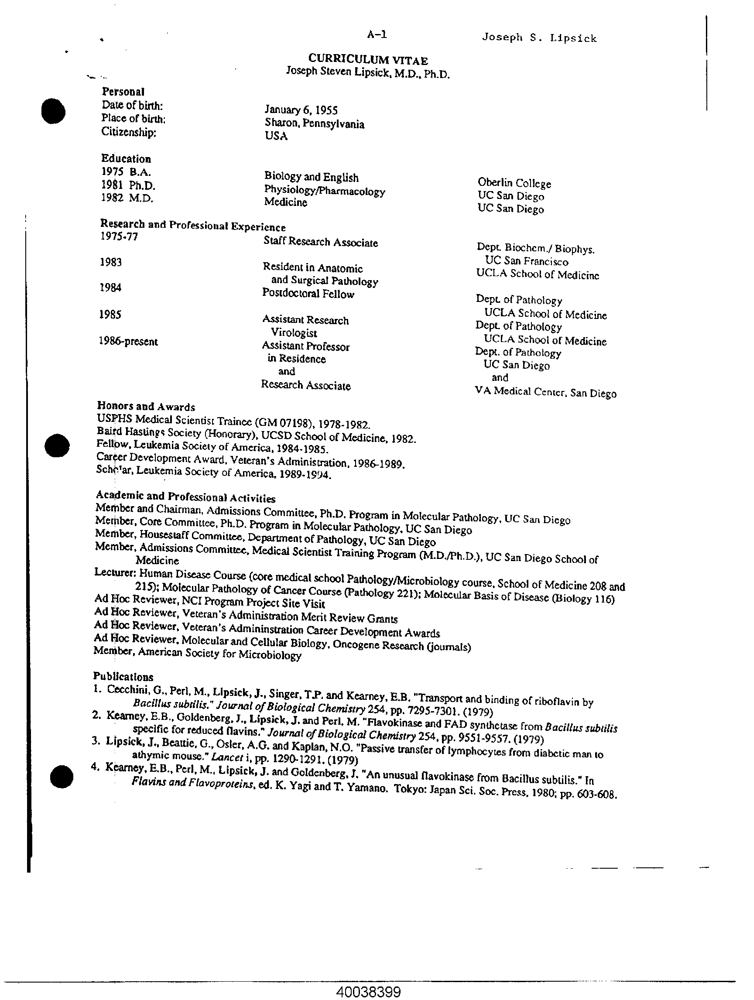 A-1 Joseph S. Lipsick
CURRICULUM VITAE
Joseph Steven Lipsick, M.D., Ph.D.
Personal
Date of birth: January 6, 1955
Place of birth: Sharon, Pennsylvania
Citizenship: USA
Education
1975 B.A. Biology and English Oberlin College
1981 Ph.D. Physiology/Pharmacology UC San Diego
1982 M.D. Medicine UC San Diego
Research and Professional Experience
1975-77 Staff Research Associate Dept. Biochem./ Biophys.
UC San Francisco
1983 Resident in Anatomic UCLA School of Medicine
and Surgical Pathology
1984 Postdoctoral Fellow Dept. of Pathology
UCLA School of Medicine
1985 Assistant Research Dept. of Pathology
Virologist UCLA School of Medicine
1986-present Assistant Professor Dept. of Pathology
in Residence UC San Diego
and and
Research Associate VA Medical Center, San Diego
Honors and Awards
USPHS Medical Scientist Trainee (GM 07198), 1978-1982.
Baird Hastings Society (Honorary), UCSD School of Medicine, 1982.
Fellow, Leukemia Society of America, 1984-1985.
Career Development Award, Veteran's Administration, 1986-1989.
Scholar, Leukemia Society of America, 1989-1994.
Academic and Professional Activities
Member and Chairman, Admissions Committee, Ph.D. Program in Molecular Pathology, UC San Diego
Member, Core Committee, Ph.D. Program in Molecular Pathology, UC San Diego
Member, Housestaff Committee, Department of Pathology, UC San Diego
Member, Admissions Committee, Medical Scientist Training Program (M.D./Ph.D.), UC San Diego School of
Medicine
Lecturer: Human Disease Course (core medical school Pathology/Microbiology course, School of Medicine 208 and
215); Molecular Pathology of Cancer Course (Pathology 221); Molecular Basis of Disease (Biology 116)
Ad Hoc Reviewer, NCI Program Project Site Visit
Ad Hoc Reviewer, Veteran's Administration Merit Review Grants
Ad Hoc Reviewer, Veteran's Admininstration Career Development Awards
Ad Hoc Reviewer, Molecular and Cellular Biology, Oncogene Research (journals)
Member, American Society for Microbiology
Publications
1. Cecchini, G., Perl, M., Lipsick, J., Singer, T.P. and Kearney, E.B. "Transport and binding of riboflavin by
Bacillus subtilis." Journal of Biological Chemistry 254, pp. 7295-7301. (1979)
2. Kearney, E.B., Goldenberg, J., Lipsick, J. and Perl, M. "Flavokinase and FAD synthetase from Bacillus subtilis
specific for reduced flavins." Journal of Biological Chemistry 254, pp. 9551-9557. (1979)
3. Lipsick, J., Beattie, G., Osler, A.G. and Kaplan, N.O. "Passive transfer of lymphocytes from diabetic man to
athymic mouse." Lancet i, pp. 1290-1291. (1979)
4. Kearney, E.B., Perl, M., Lipsick, J. and Goldenberg, J. "An unusual flavokinase from Bacillus subtilis." In
Flavins and Flavoproteins, ed. K. Yagi and T. Yamano. Tokyo: Japan Sci. Soc. Press, 1980; pp. 603-608.
40038399